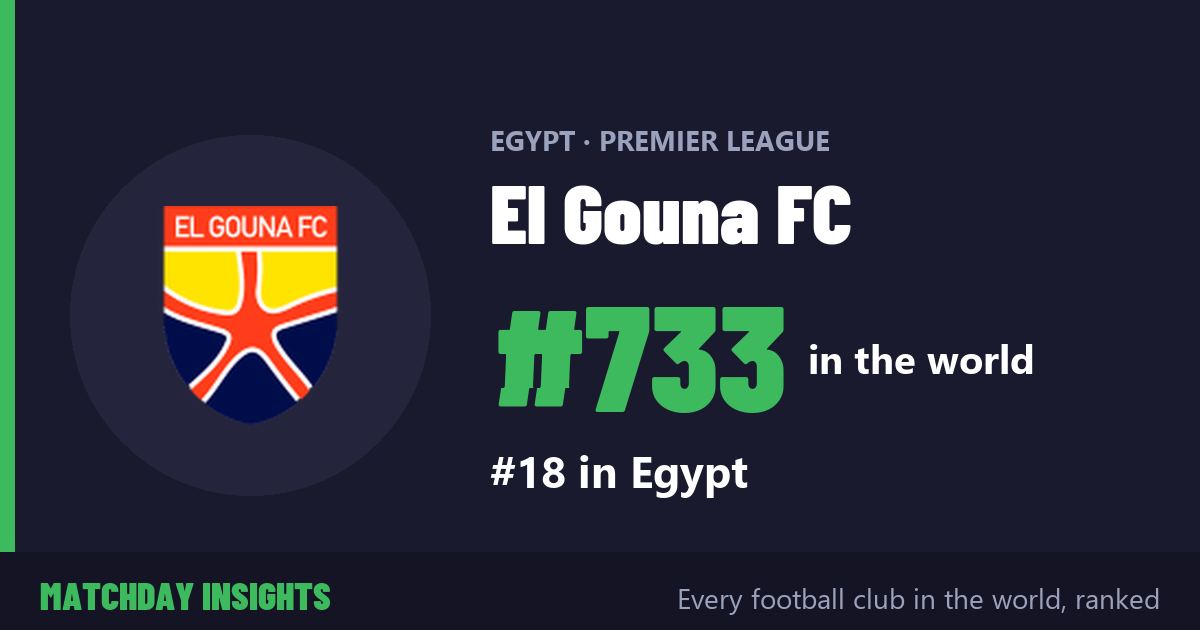 EL GOUNA FC
EGYPT · PREMIER LEAGUE
El Gouna FC
#733 in the world
#18 in Egypt
MATCHDAY INSIGHTS
Every football club in the world, ranked